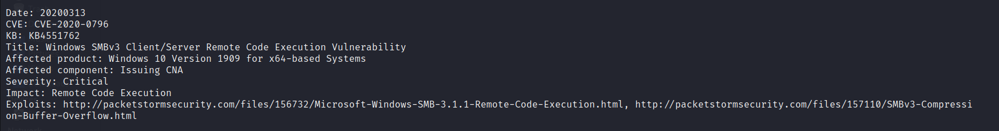 Date: 20200313
CVE: CVE-2020-0796
KB: KB4551762
Title: Windows SMBv3 Client/Server Remote Code Execution Vulnerability
Affected product: Windows 10 Version 1909 for x64-based Systems
Affected component: Issuing CNA
Severity: Critical
Impact: Remote Code Execution
Exploits: http://packetstormsecurity.com/files/156732/Microsoft-Windows-SMB-3.1.1-Remote-Code-Execution.html, http://packetstormsecurity.com/files/157110/SMBv3-Compressi
on-Buffer-Overflow.html